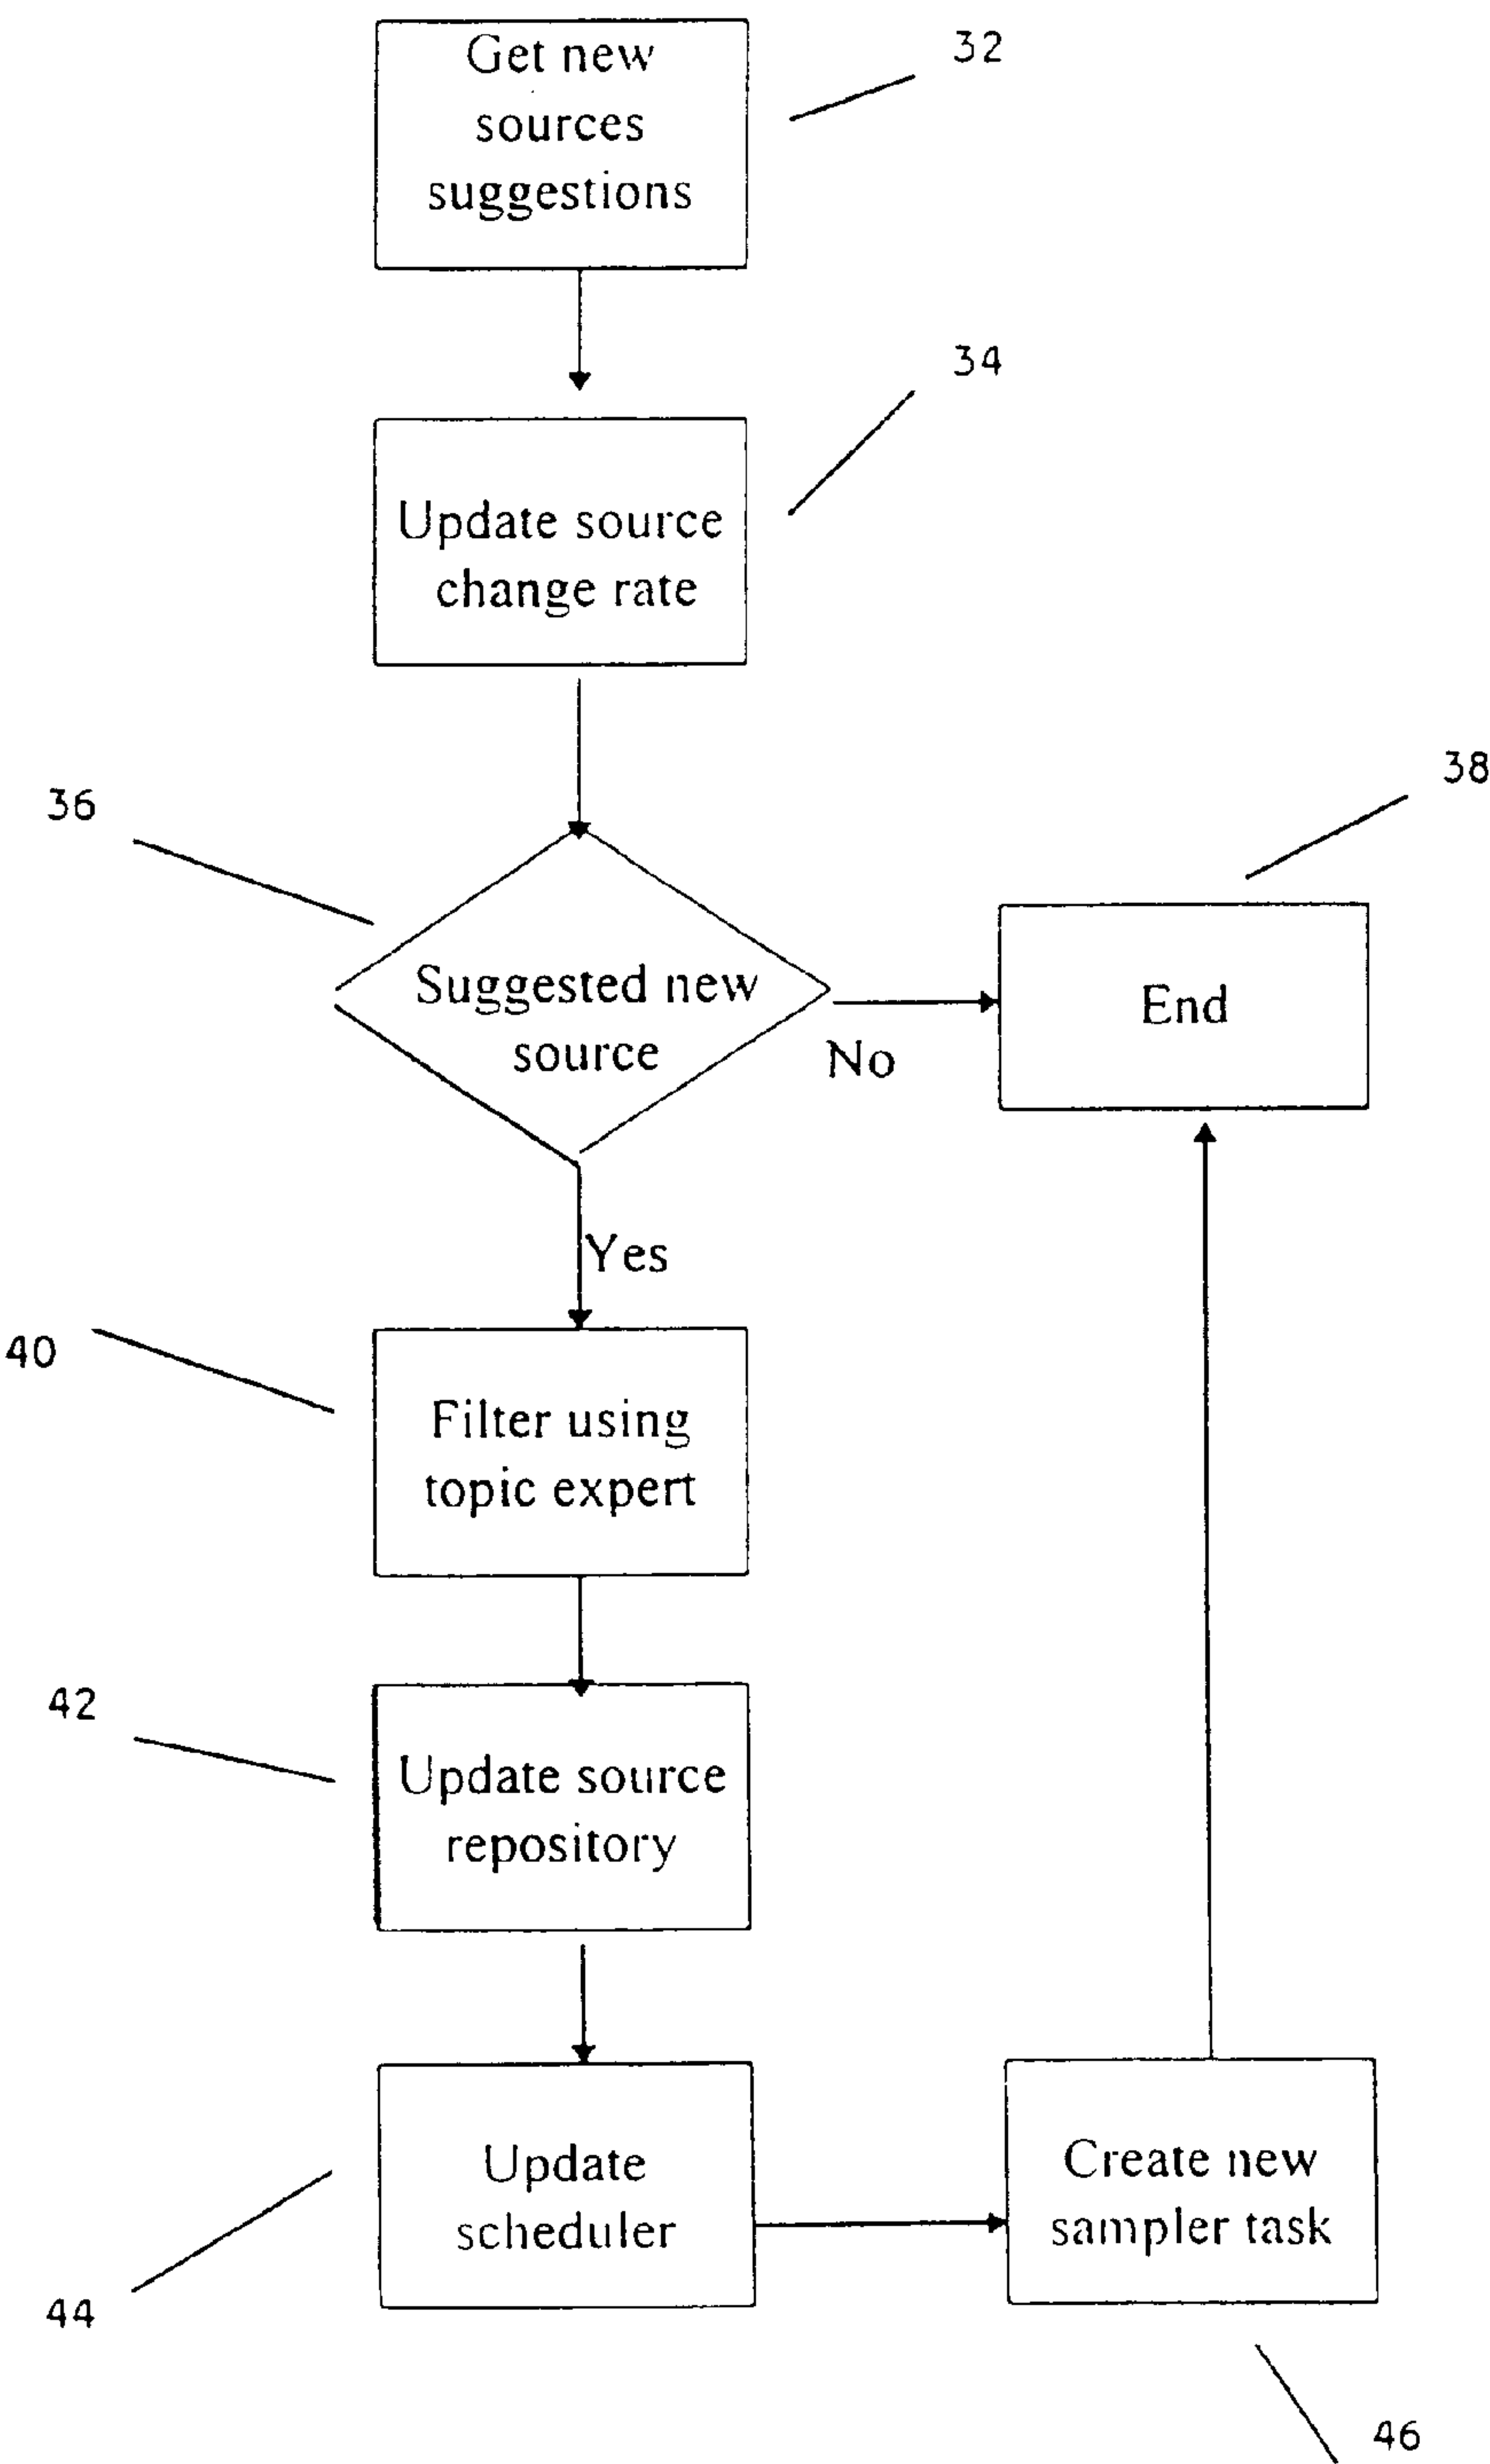 32
Get new
sources
suggestions
34
Update source
change rate
36
38
Suggested new
source
End
No
Yes
40
Filter using
topic expert
42
Update source
repository
44
Update
scheduler
Create new
sampler task
46